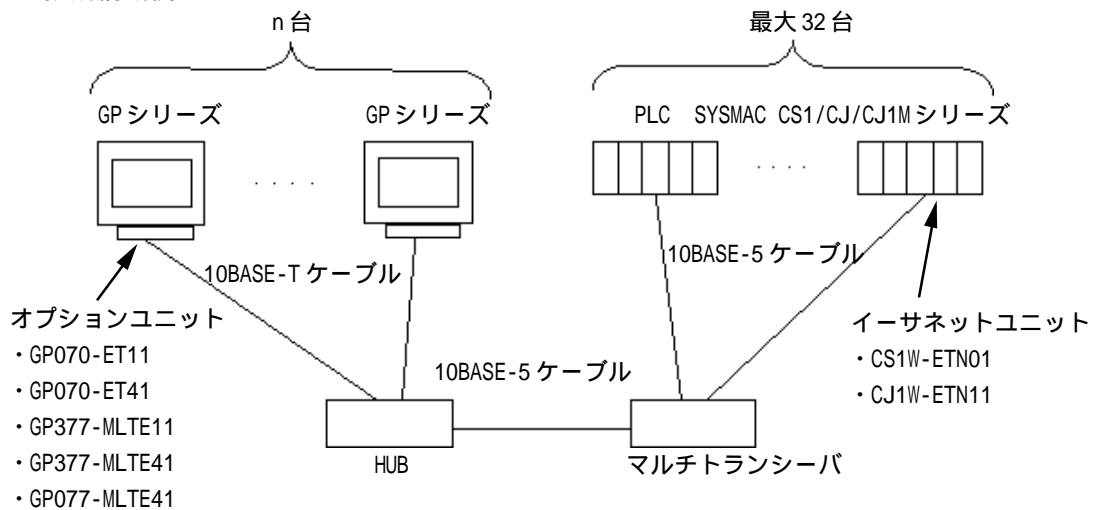 n 台
最大 32 台
GP シリーズ
GP シリーズ
PLC SYSMAC CS1/CJ/CJ1M シリーズ
. . . .
. . . .
10BASE-T ケーブル
10BASE-5 ケーブル
オプションユニット
・GP070-ET11
・GP070-ET41
・GP377-MLTE11
・GP377-MLTE41
・GP077-MLTE41
イーサネットユニット
・CS1W-ETN01
・CJ1W-ETN11
10BASE-5 ケーブル
HUB
マルチトランシーバ